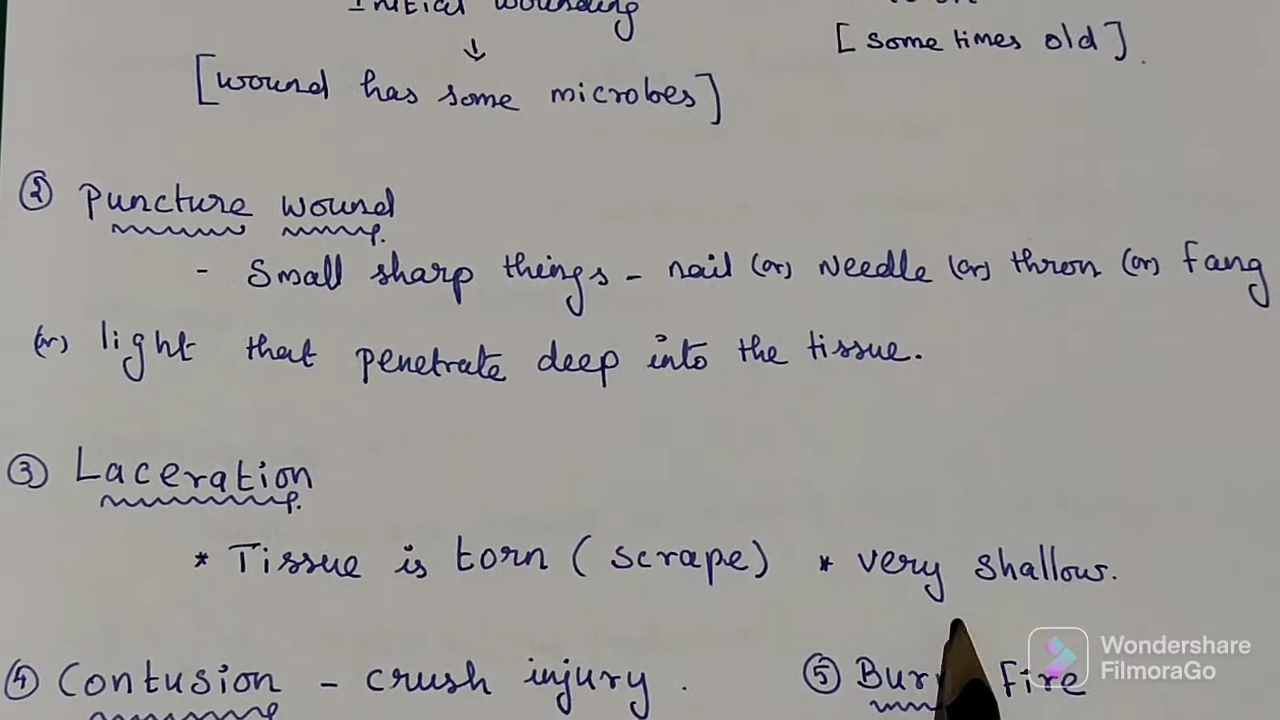 Initial wounding
[some times old].
↓
[wound has some microbes]
② Puncture wound
- Small sharp things - nail (or) Needle (or) thron (or) Fang
(or) light that penetrate deep into the tissue.
③ Laceration
* Tissue is torn (scrape) * very shallow.
④ Contusion - crush injury.
⑤ Fire
Wondershare
FilmoraGo